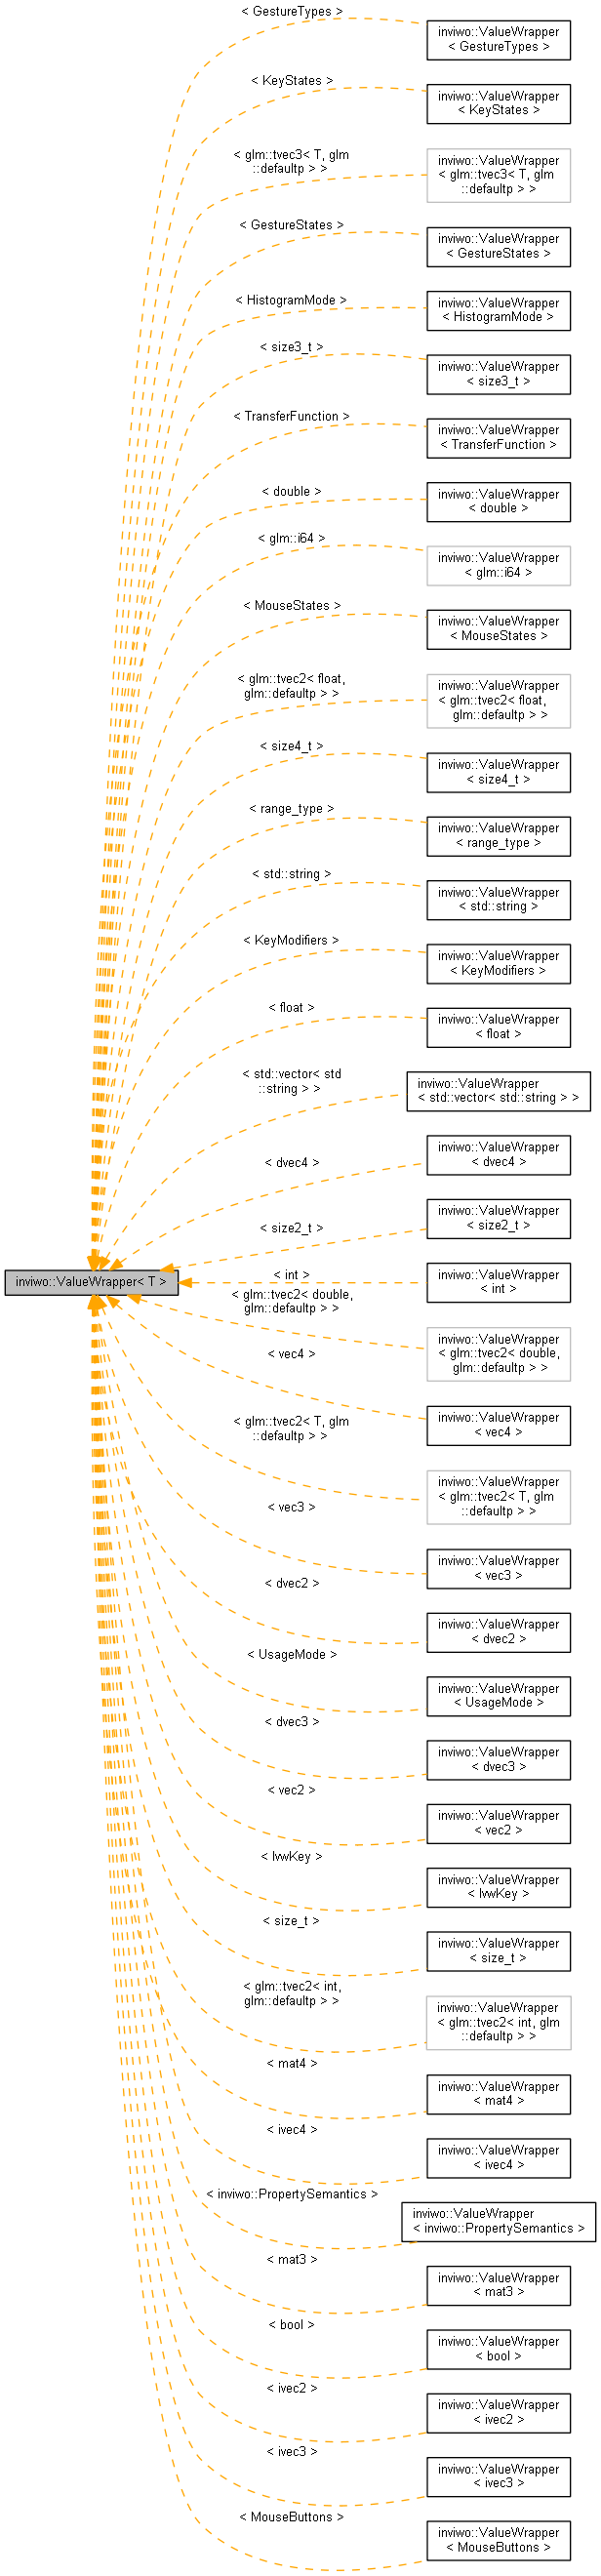 < GestureTypes >
inviwo::ValueWrapper
< GestureTypes >
< KeyStates >
inviwo::ValueWrapper
< KeyStates >
< glm::tvec3< T, glm
::defaultp > >
inviwo::ValueWrapper
< glm::tvec3< T, glm
::defaultp > >
< GestureStates >
inviwo::ValueWrapper
< GestureStates >
< HistogramMode >
inviwo::ValueWrapper
< HistogramMode >
< size3_t >
inviwo::ValueWrapper
< size3_t >
< TransferFunction >
inviwo::ValueWrapper
< TransferFunction >
< double >
inviwo::ValueWrapper
< double >
< glm::i64 >
inviwo::ValueWrapper
< glm::i64 >
< MouseStates >
inviwo::ValueWrapper
< MouseStates >
< glm::tvec2< float,
glm::defaultp > >
inviwo::ValueWrapper
< glm::tvec2< float,
glm::defaultp > >
< size4_t >
inviwo::ValueWrapper
< size4_t >
< range_type >
inviwo::ValueWrapper
< range_type >
< std::string >
inviwo::ValueWrapper
< std::string >
< KeyModifiers >
inviwo::ValueWrapper
< KeyModifiers >
< float >
inviwo::ValueWrapper
< float >
< std::vector< std
::string > >
inviwo::ValueWrapper
< std::vector< std::string > >
< dvec4 >
inviwo::ValueWrapper
< dvec4 >
< size2_t >
inviwo::ValueWrapper
< size2_t >
inviwo::ValueWrapper< T >
< int >
inviwo::ValueWrapper
< int >
< glm::tvec2< double,
glm::defaultp > >
inviwo::ValueWrapper
< glm::tvec2< double,
glm::defaultp > >
< vec4 >
inviwo::ValueWrapper
< vec4 >
< glm::tvec2< T, glm
::defaultp > >
inviwo::ValueWrapper
< glm::tvec2< T, glm
::defaultp > >
< vec3 >
inviwo::ValueWrapper
< vec3 >
< dvec2 >
inviwo::ValueWrapper
< dvec2 >
< UsageMode >
inviwo::ValueWrapper
< UsageMode >
< dvec3 >
inviwo::ValueWrapper
< dvec3 >
< vec2 >
inviwo::ValueWrapper
< vec2 >
< IvwKey >
inviwo::ValueWrapper
< IvwKey >
< size_t >
inviwo::ValueWrapper
< size_t >
< glm::tvec2< int,
glm::defaultp > >
inviwo::ValueWrapper
< glm::tvec2< int, glm
::defaultp > >
< mat4 >
inviwo::ValueWrapper
< mat4 >
< ivec4 >
inviwo::ValueWrapper
< ivec4 >
< inviwo::PropertySemantics >
inviwo::ValueWrapper
< inviwo::PropertySemantics >
< mat3 >
inviwo::ValueWrapper
< mat3 >
< bool >
inviwo::ValueWrapper
< bool >
< ivec2 >
inviwo::ValueWrapper
< ivec2 >
< ivec3 >
inviwo::ValueWrapper
< ivec3 >
< MouseButtons >
inviwo::ValueWrapper
< MouseButtons >